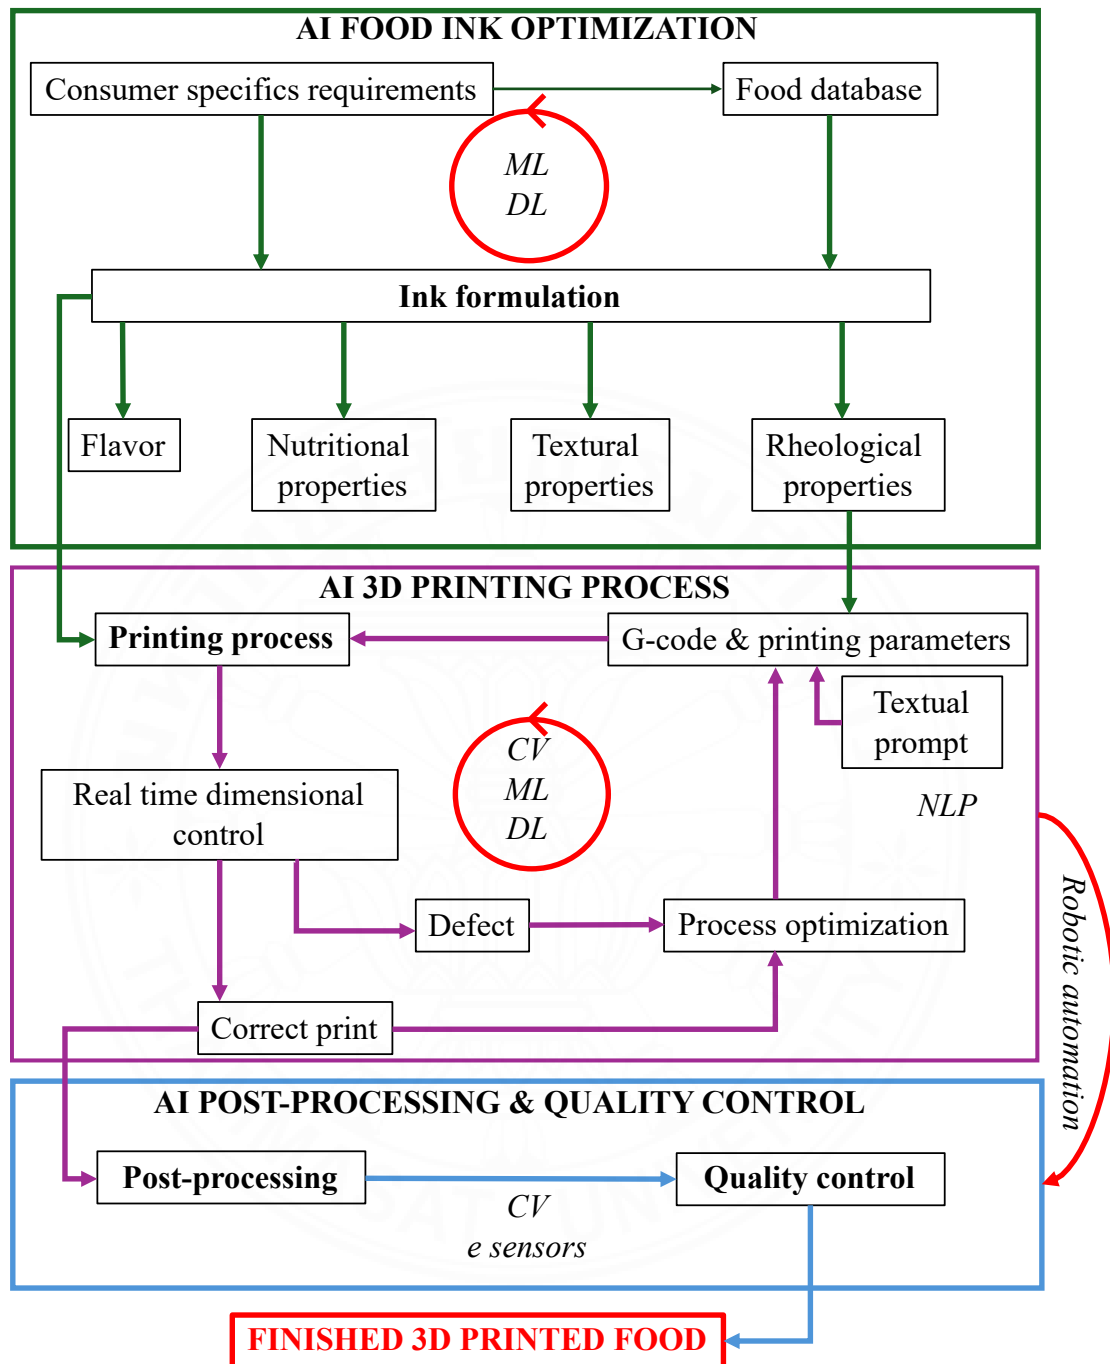 AI FOOD INK OPTIMIZATION
Consumer specifics requirements
Food database
ML
DL
Ink formulation
Flavor
Nutritional
properties
Textural
properties
Rheological
properties
AI 3D PRINTING PROCESS
Printing process
G-code & printing parameters
Textual
prompt
NLP
CV
ML
DL
Real time dimensional
control
Defect
Process optimization
Correct print
Robotic automation
AI POST-PROCESSING & QUALITY CONTROL
Post-processing
Quality control
CV
e sensors
FINISHED 3D PRINTED FOOD